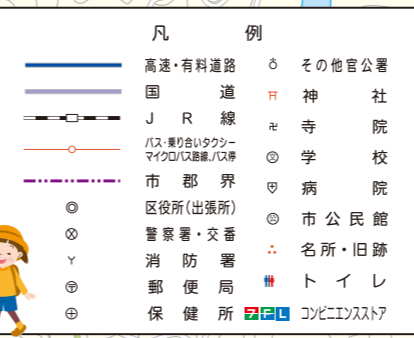 凡例
高速・有料道路
国道
JR線
バス・乗り合いタクシー
マイクロバス路線、バス停
市郡界
区役所(出張所)
警察署・交番
消防署
郵便局
保健所
その他官公署
神社
寺院
文 学校
病院
公 市公民館
名所・旧跡
トイレ
コンビニエンスストア